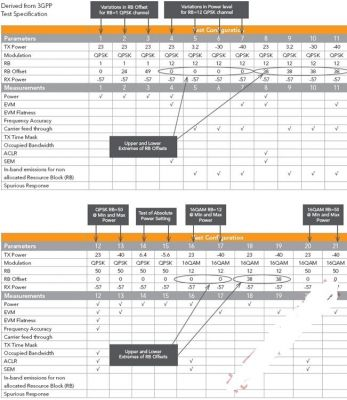 Derived from 3GPP
Test Specification
Variations in RB Offset
for RB=1 QPSK channel
Variations in Power level
for RB=12 QPSK channel
Test Configuration
Parameters 1 2 3 4 5 6 7 8 9 10 11
TX Power 23 23 23 23 3.2 -30 -40 23 3.2 -30 -40
Modulation QPSK QPSK QPSK QPSK QPSK QPSK QPSK QPSK QPSK QPSK QPSK
RB 1 1 1 12 12 12 12 12 12 12 12
RB Offset 0 24 49 0 0 0 0 38 38 38 38
RX Power -57 -57 -57 -57 -57 -57 -57 -57 -57 -57 -57
Measurements 1 2 3 4 5 6 7 8 9 10 11
Power ✓ ✓ ✓ ✓ ✓
EVM ✓ ✓ ✓ ✓
EVM Flatness
Frequency Accuracy
Carrier feed through ✓ ✓ ✓ ✓ ✓ ✓
TX Time Mask
Occupied Bandwidth
Upper and Lower
Extremes of RB Offsets
ACLR ✓ ✓
SEM ✓ ✓
In-band emissions for non
allocated Resource Block (RB) ✓ ✓ ✓ ✓ ✓ ✓
Spurious Response
QPSK RB=50
@ Min and Max
Power
Test of Absolute
Power Setting
16QAM RB=12
@ Min and Max
Power
16QAM RB=50
@ Min and Max
Power
Test Configuration
Parameters 12 13 14 15 16 17 18 19 20 21
TX Power 23 -40 6.4 -5.6 23 -40 23 -40 23 -40
Modulation QPSK QPSK QPSK QPSK 16QAM 16QAM 16QAM 16QAM 16QAM 16QAM
RB 50 50 50 50 12 12 12 12 50 50
RB Offset 0 0 0 0 0 0 38 38 0 0
RX Power -57 -57 -57 -57 -57 -57 -57 -57 -57
Measurements 12 13 14 15 16 17 18 19
Power
EVM
EVM Flatness
Frequency Accuracy
Carrier feed through
TX Time Mask
Occupied Bandwidth
Upper and Lower
Extremes of RB Offsets
ACLR
SEM
In-band emissions for non
allocated Resource Block (RB)
Spurious Response